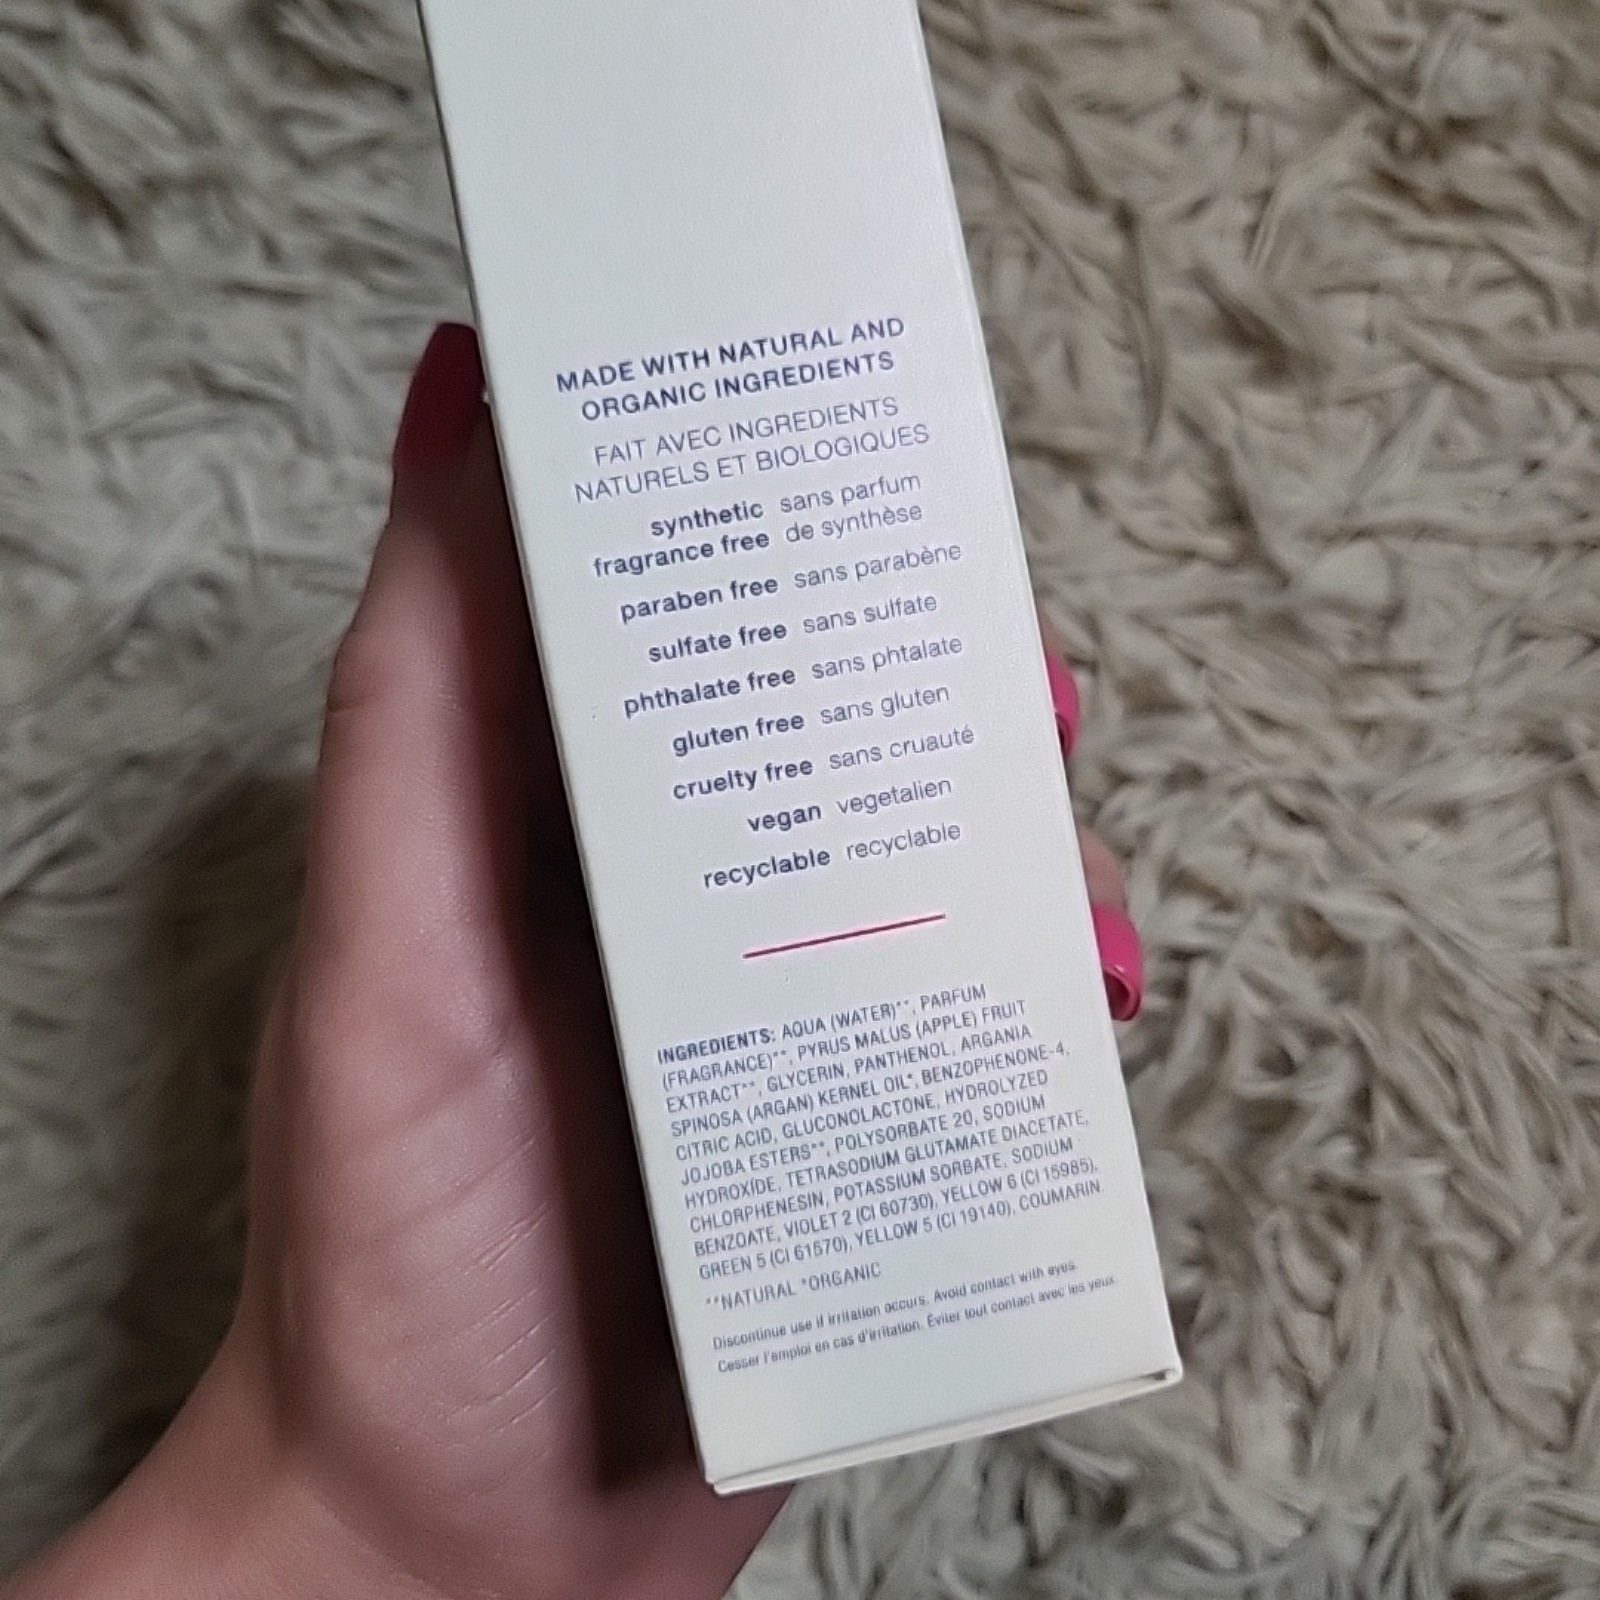 MADE WITH NATURAL AND
ORGANIC INGREDIENTS
FAIT AVEC INGREDIENTS
NATURELS ET BIOLOGIQUES
synthetic sans parfum
fragrance free de synthèse
paraben free sans parabène
sulfate free sans sulfate
phthalate free sans phtalate
gluten free sans gluten
cruelty free sans cruauté
vegan vegetalien
recyclable recyclable
INGREDIENTS: AQUA (WATER)**, PARFUM
(FRAGRANCE)**, PYRUS MALUS (APPLE) FRUIT
EXTRACT**, GLYCERIN, PANTHENOL, ARGANIA
SPINOSA (ARGAN) KERNEL OIL*, BENZOPHENONE-4,
CITRIC ACID, GLUCONOLACTONE, HYDROLYZED
JOJOBA ESTERS**, POLYSORBATE 20, SODIUM
HYDROXIDE, TETRASODIUM GLUTAMATE DIACETATE,
CHLORPHENESIN, POTASSIUM SORBATE, SODIUM
BENZOATE, VIOLET 2 (CI 60730), YELLOW 6 (CI 15985),
GREEN 5 (CI 61570), YELLOW 5 (CI 19140), COUMARIN.
**NATURAL *ORGANIC
Discontinue use if irritation occurs. Avoid contact with eyes.
Cesser l'emploi en cas d'irritation. Éviter tout contact avec les yeux.